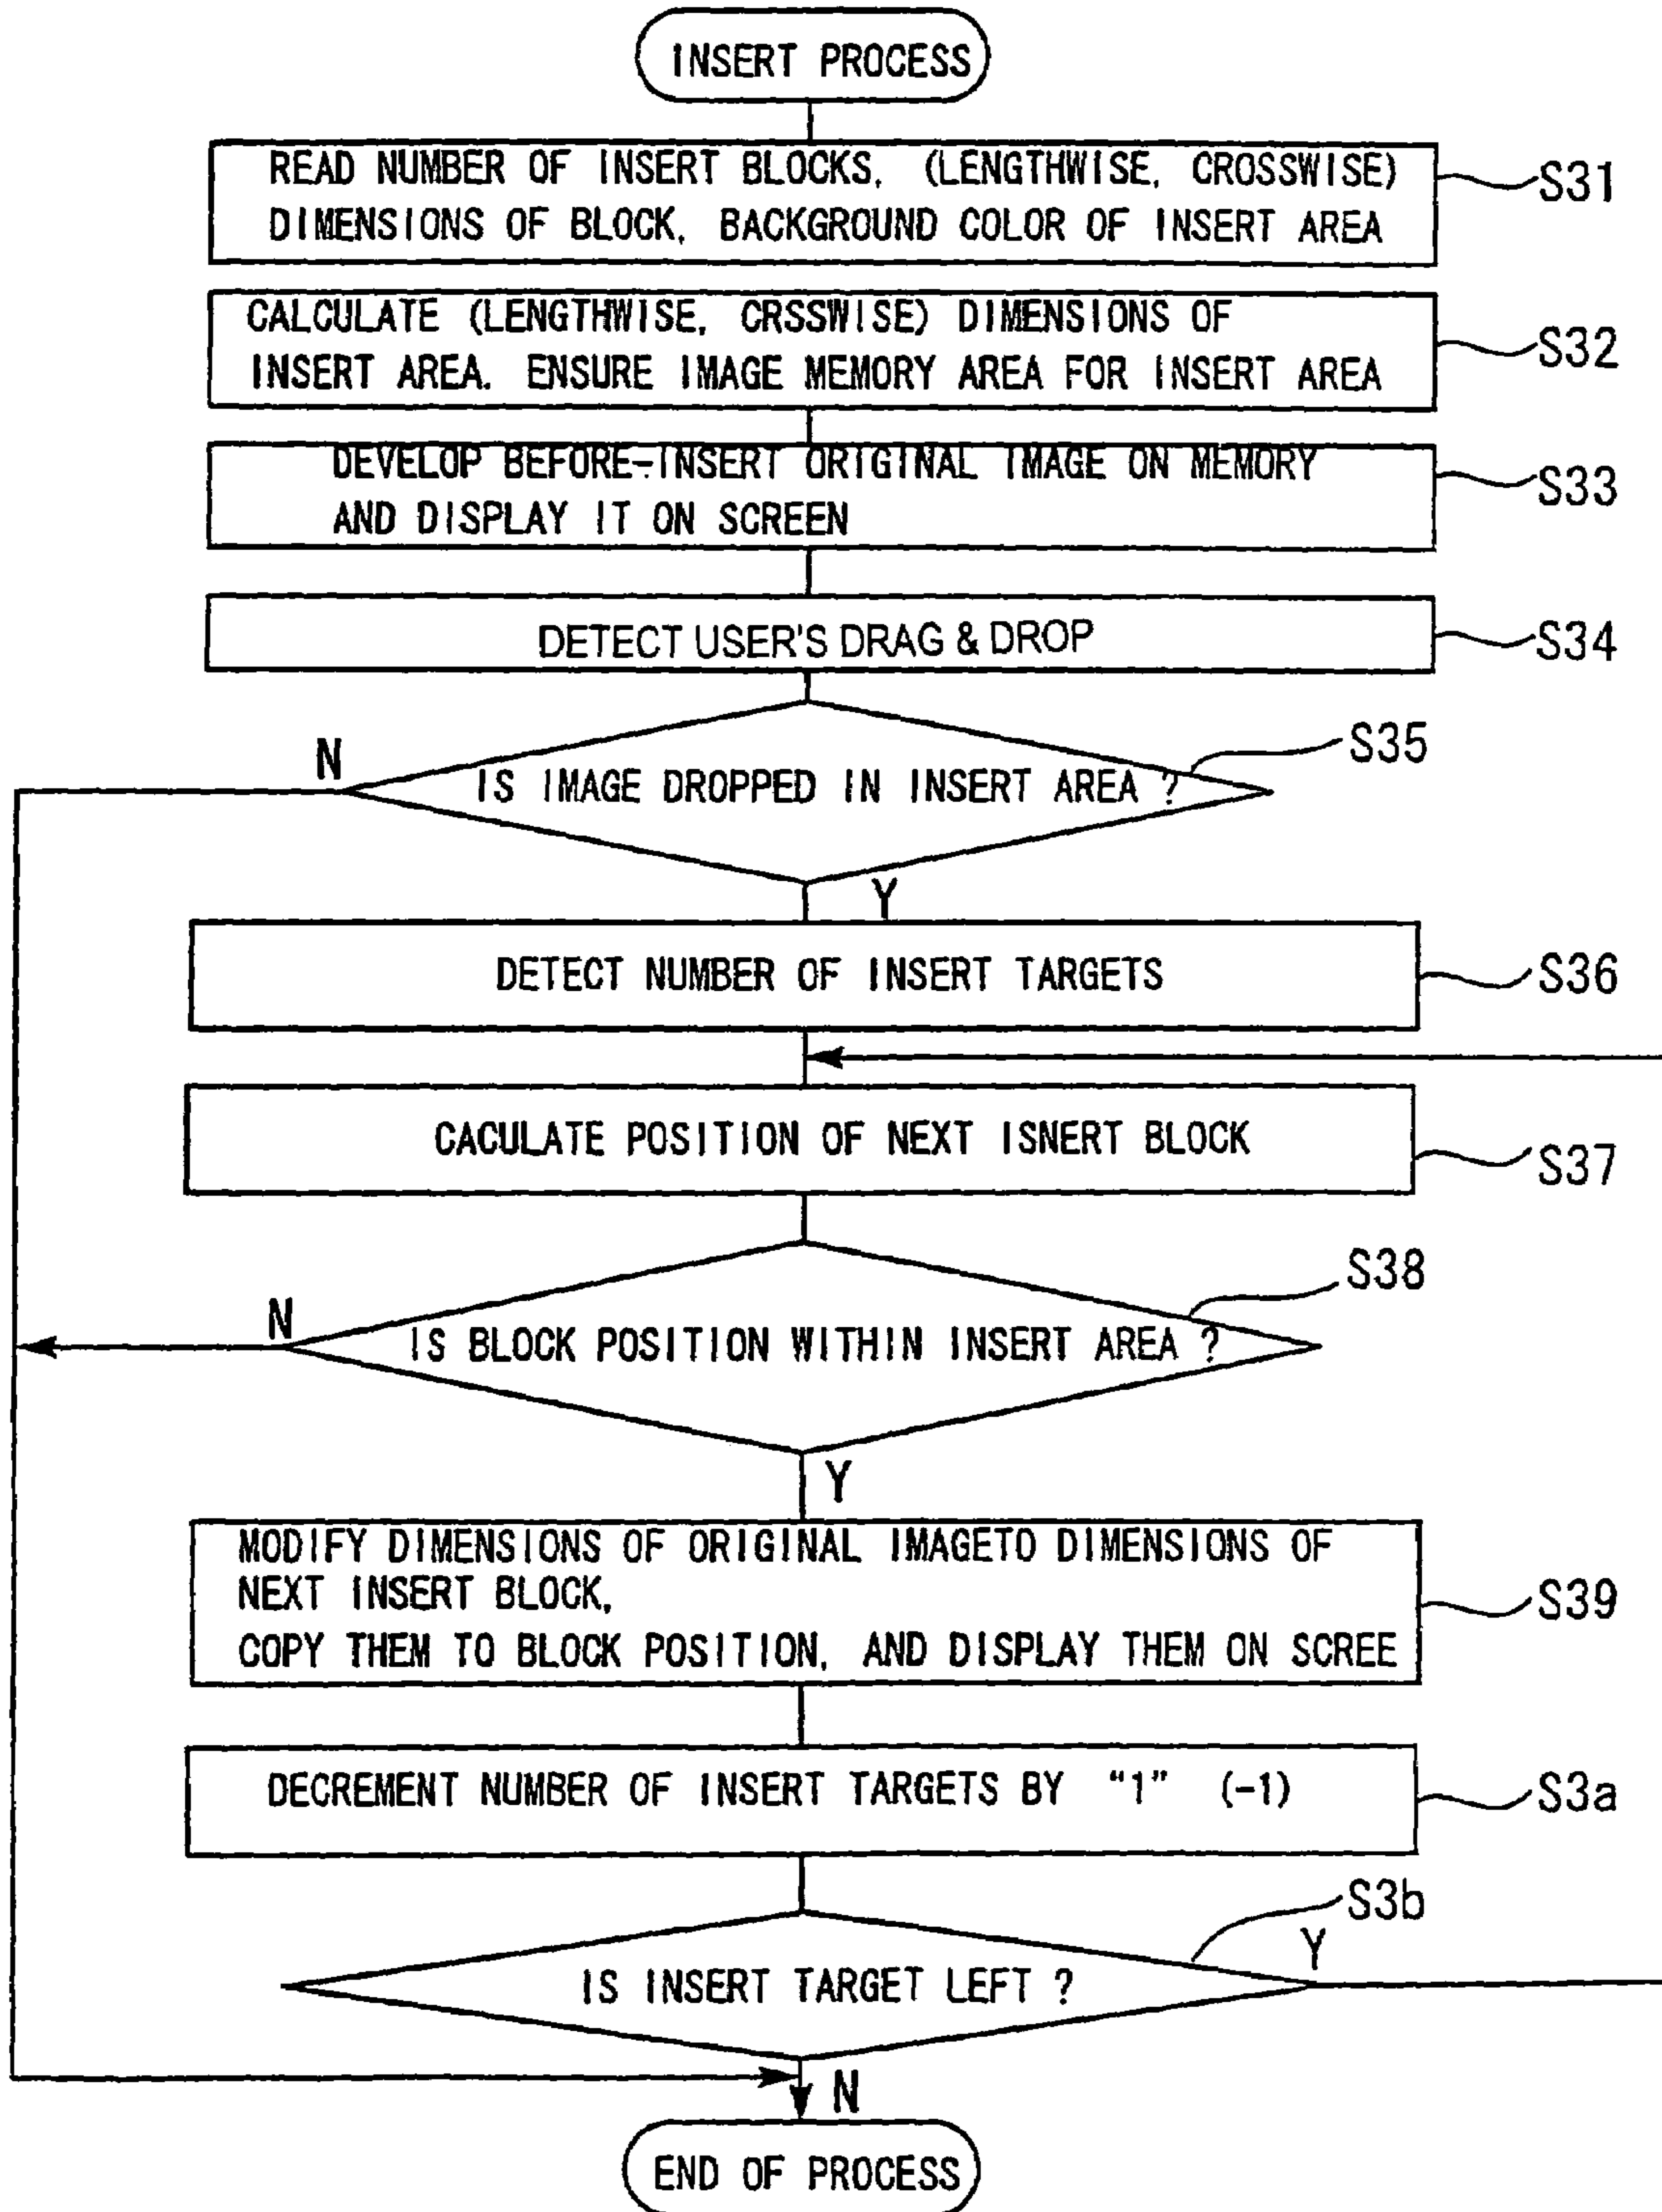 INSERT PROCESS
READ NUMBER OF INSERT BLOCKS, (LENGTHWISE, CROSSWISE)
DIMENSIONS OF BLOCK, BACKGROUND COLOR OF INSERT AREA
S31
CALCULATE (LENGTHWISE, CRSSWISE) DIMENSIONS OF
INSERT AREA. ENSURE IMAGE MEMORY AREA FOR INSERT AREA
S32
DEVELOP BEFORE-INSERT ORIGINAL IMAGE ON MEMORY
AND DISPLAY IT ON SCREEN
S33
DETECT USER'S DRAG & DROP
S34
S35
N
IS IMAGE DROPPED IN INSERT AREA ?
Y
DETECT NUMBER OF INSERT TARGETS
S36
CACULATE POSITION OF NEXT ISNERT BLOCK
S37
S38
N
IS BLOCK POSITION WITHIN INSERT AREA ?
Y
MODIFY DIMENSIONS OF ORIGINAL IMAGETO DIMENSIONS OF
NEXT INSERT BLOCK,
COPY THEM TO BLOCK POSITION, AND DISPLAY THEM ON SCREE
S39
DECREMENT NUMBER OF INSERT TARGETS BY "1" (-1)
S3a
S3b
Y
IS INSERT TARGET LEFT ?
N
END OF PROCESS